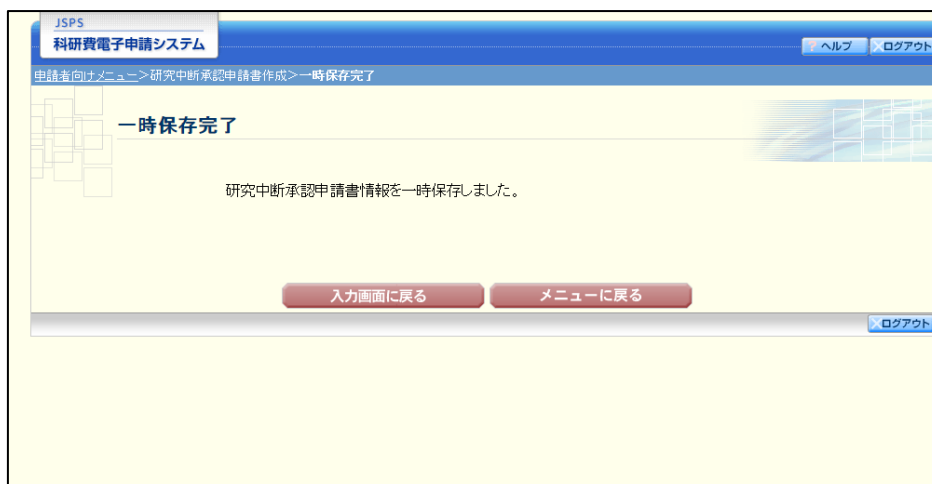 JSPS
科研費電子申請システム
? ヘルプ ×ログアウト
申請者向けメニュー>研究中断承認申請書作成>一時保存完了
一時保存完了
研究中断承認申請書情報を一時保存しました。
入力画面に戻る メニューに戻る
×ログアウト